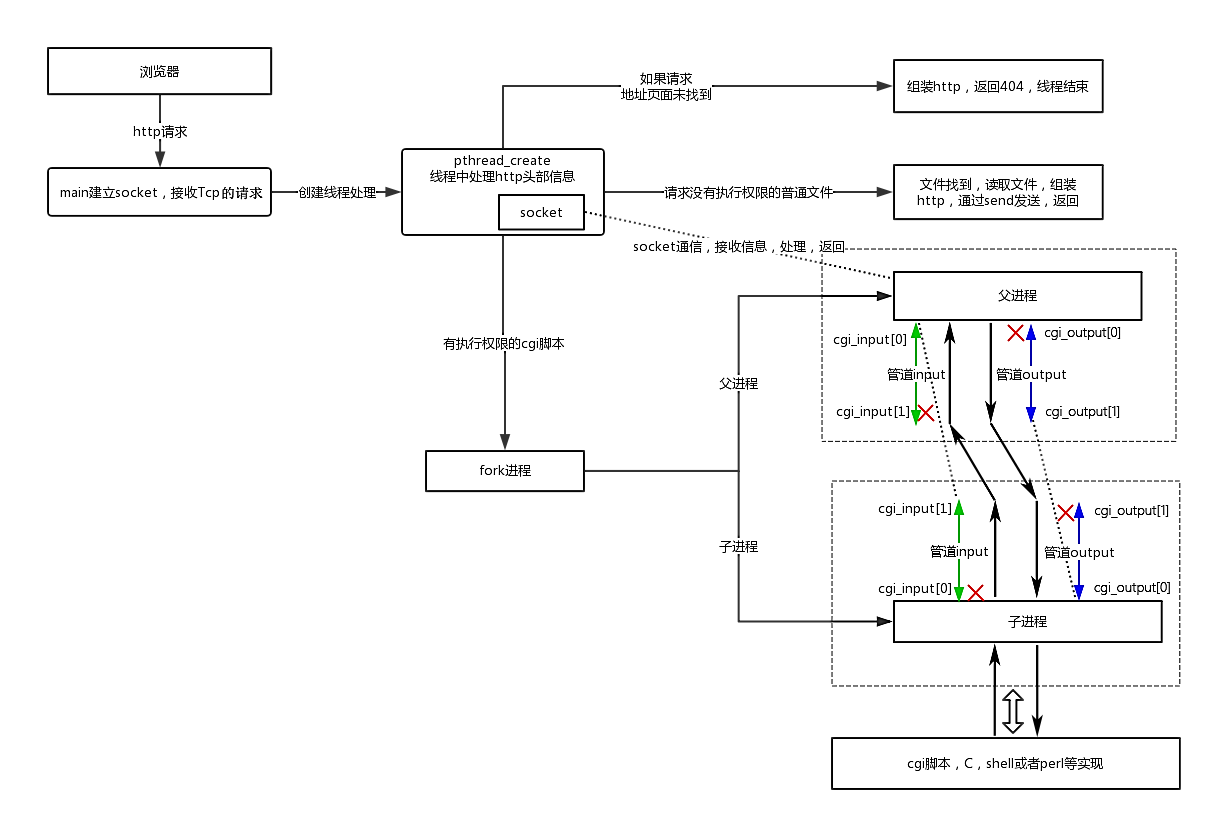 浏览器
http请求
main建立socket，接收Tcp的请求
创建线程处理
pthread_create
线程中处理http头部信息
socket
如果请求
地址页面未找到
组装http，返回404，线程结束
请求没有执行权限的普通文件
文件找到，读取文件，组装
http，通过send发送，返回
socket通信，接收信息，处理，返回
有执行权限的cgi脚本
fork进程
父进程
子进程
父进程
cgi_input[0]
管道input
cgi_input[1]
cgi_output[0]
管道output
cgi_output[1]
cgi_input[1]
管道input
cgi_input[0]
cgi_output[1]
管道output
cgi_output[0]
子进程
cgi脚本，C，shell或者perl等实现